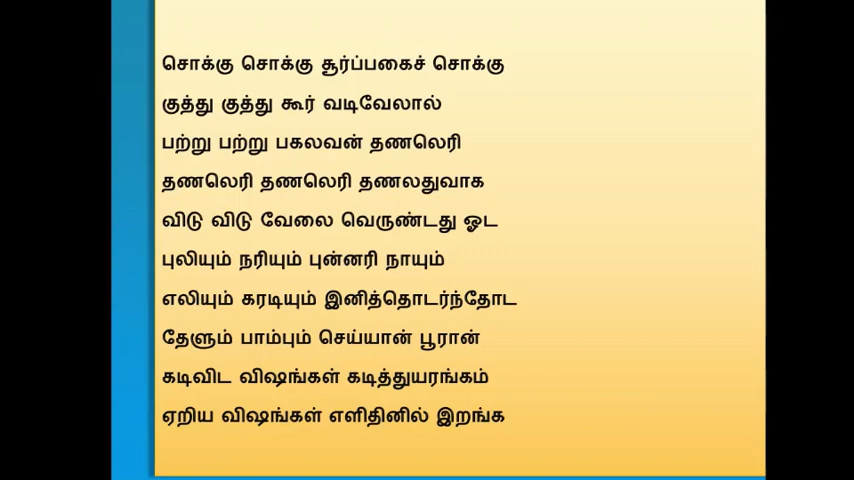 சொக்கு சொக்கு சூர்ப்பகைச் சொக்கு
குத்து குத்து கூர் வடிவேலால்
பற்று பற்று பகலவன் தணலெரி
தணலெரி தணலெரி தணலதுவாக
விடு விடு வேலை வெருண்டது ஓட
புலியும் நரியும் புன்னரி நாயும்
எலியும் கரடியும் இனித்தொடர்ந்தோட
தேளும் பாம்பும் செய்யான் பூரான்
கடிவிட விஷங்கள் கடித்துயரங்கம்
ஏறிய விஷங்கள் எளிதினில் இறங்க